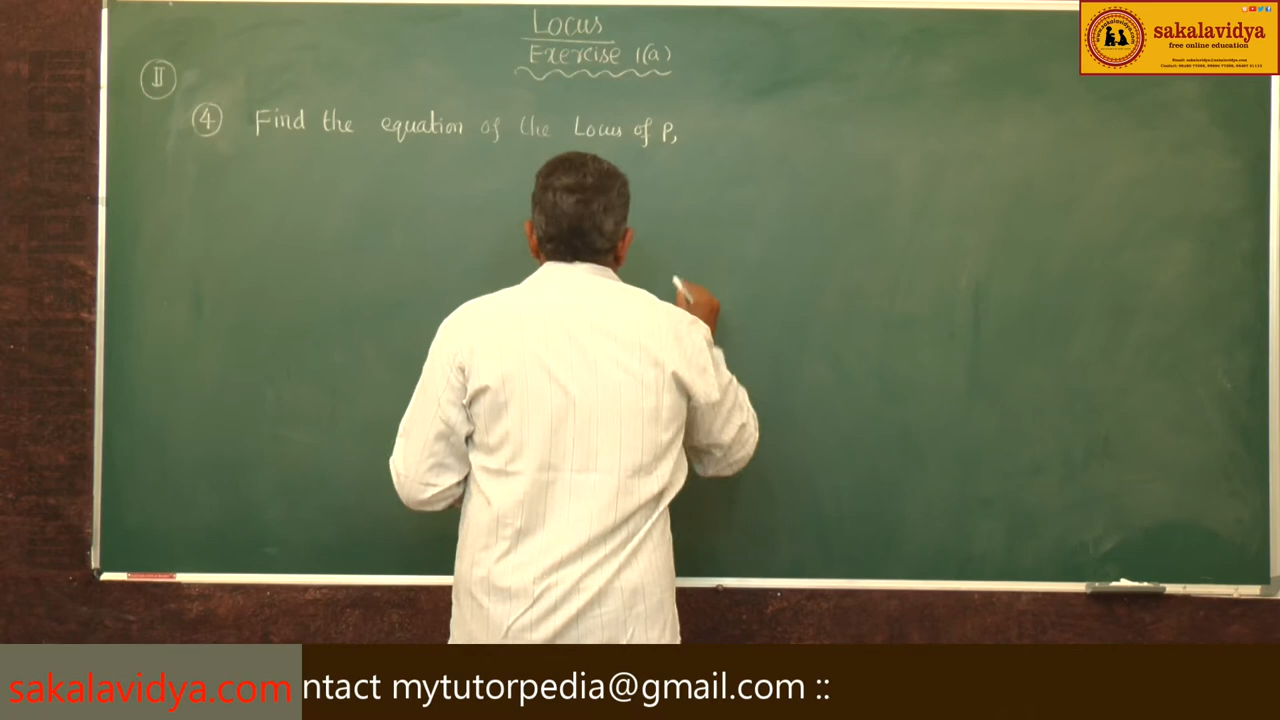 Locus
Exercise 1(a)
II
4 Find the equation of the Locus of P,
sakalavidya
free online education
sakalavidya.com
ntact mytutorpedia@gmail.com ::